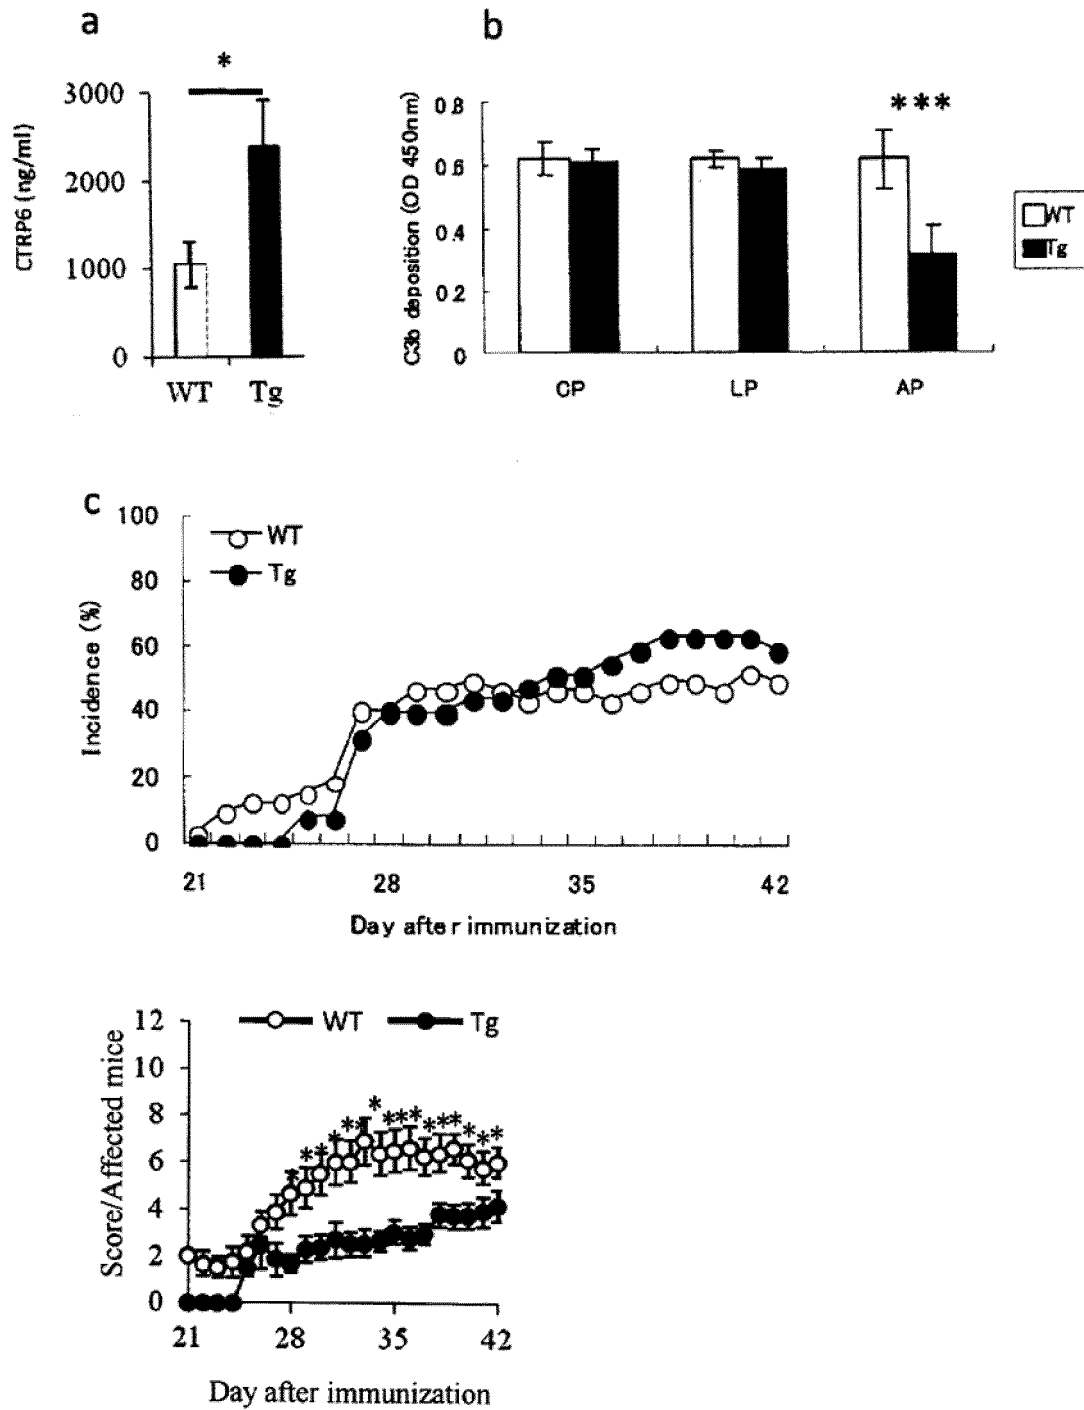 a
*
3000
2000
1000
0
CTRP6 (ng/ml)
WT Tg
b
***
0.8
0.6
0.4
0.2
0
C3b deposition (OD 450nm)
CP LP AP
WT
Tg
c
100
80
60
40
20
0
Incidence (%)
WT
Tg
21 28 35 42
Day after immunization
12
10
8
6
4
2
0
Score/Affected mice
WT Tg
* * * * * * * * * * * * * * *
21 28 35 42
Day after immunization